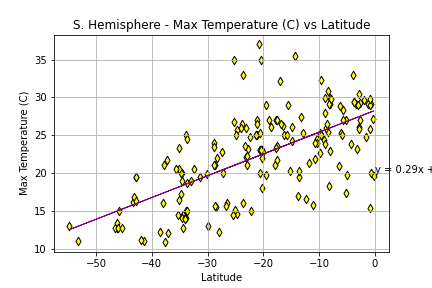 S. Hemisphere - Max Temperature (C) vs Latitude
Max Temperature (C)
35
30
25
20
15
10
y = 0.29x +
−50 −40 −30 −20 −10 0
Latitude